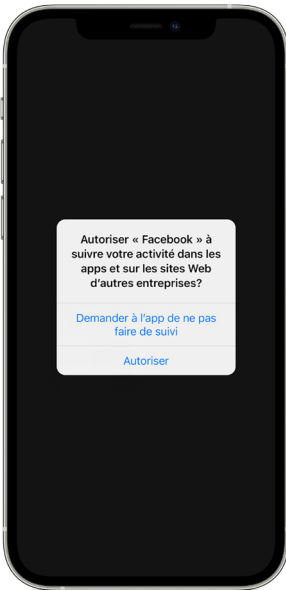 Autoriser « Facebook » à
suivre votre activité dans les
apps et sur les sites Web
d’autres entreprises?
Demander à l’app de ne pas
faire de suivi
Autoriser